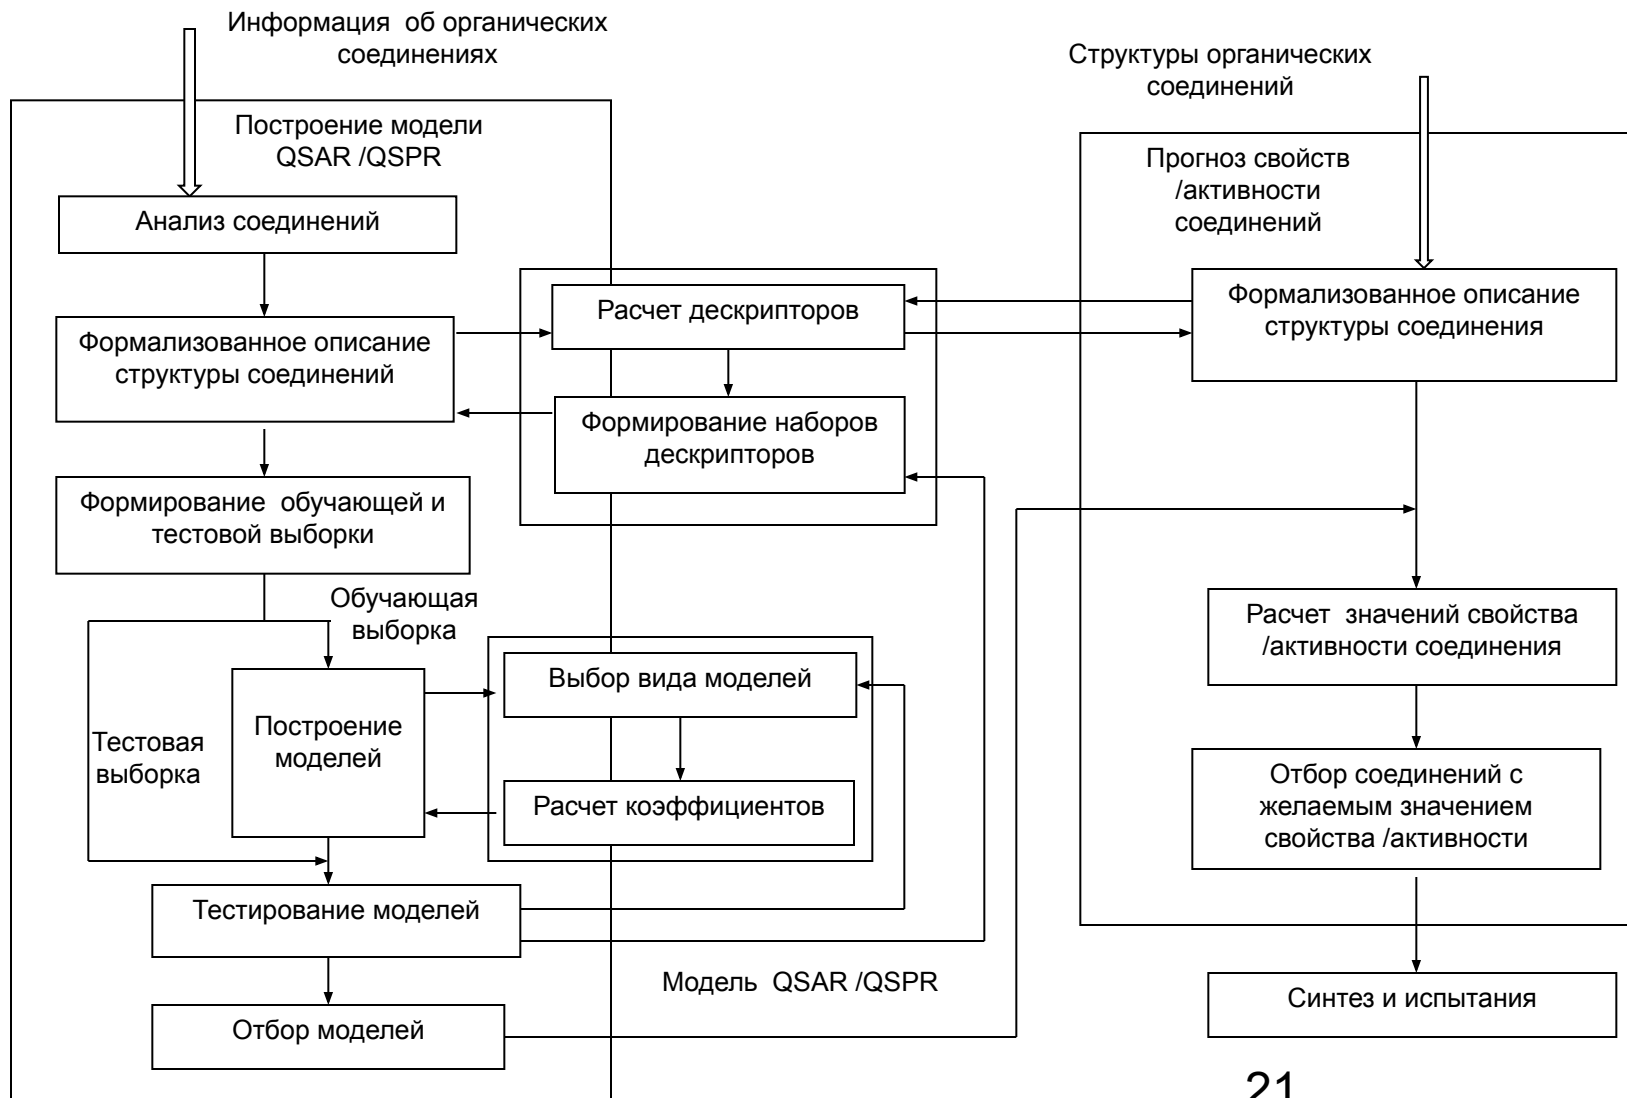 Информация об органических
соединениях
Структуры органических
соединений
Построение модели
QSAR /QSPR
Прогноз свойств
/активности
соединений
Анализ соединений
Расчет дескрипторов
Формализованное описание
структуры соединения
Формализованное описание
структуры соединений
Формирование наборов
дескрипторов
Формирование обучающей и
тестовой выборки
Обучающая
выборка
Расчет значений свойства
/активности соединения
Выбор вида моделей
Построение
моделей
Тестовая
выборка
Расчет коэффициентов
Отбор соединений с
желаемым значением
свойства /активности
Тестирование моделей
Модель QSAR /QSPR
Синтез и испытания
Отбор моделей
21